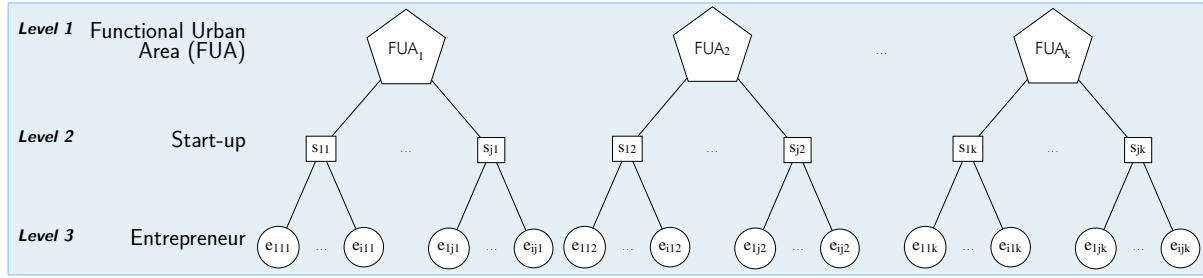 Level 1 Functional Urban Area (FUA) FUA₁ FUA₂ ... FUAₖ
Level 2 Start-up s₁₁ ... sⱼ₁ s₁₂ ... sⱼ₂ s₁ₖ ... sⱼₖ
Level 3 Entrepreneur e₁₁₁ ... eᵢ₁₁ e₁ⱼ₁ ... eᵢⱼ₁ e₁₁₂ ... eᵢ₁₂ e₁ⱼ₂ ... eᵢⱼ₂ e₁₁ₖ ... eᵢ₁ₖ e₁ⱼₖ ... eᵢⱼₖ